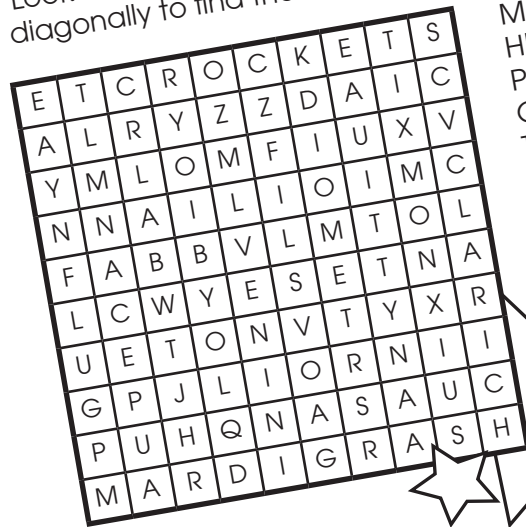 diagonally to find the
E T C R O C K E T S
A L R Y Z Z D A I C
Y M L O M F I U X V
N N A I L I O I M C
F A B B V L M T O L
L C W Y E S E T N A
U E T O N V T Y X R
G P J L I O R N I I
P U H Q N A S A U C
M A R D I G R A S H